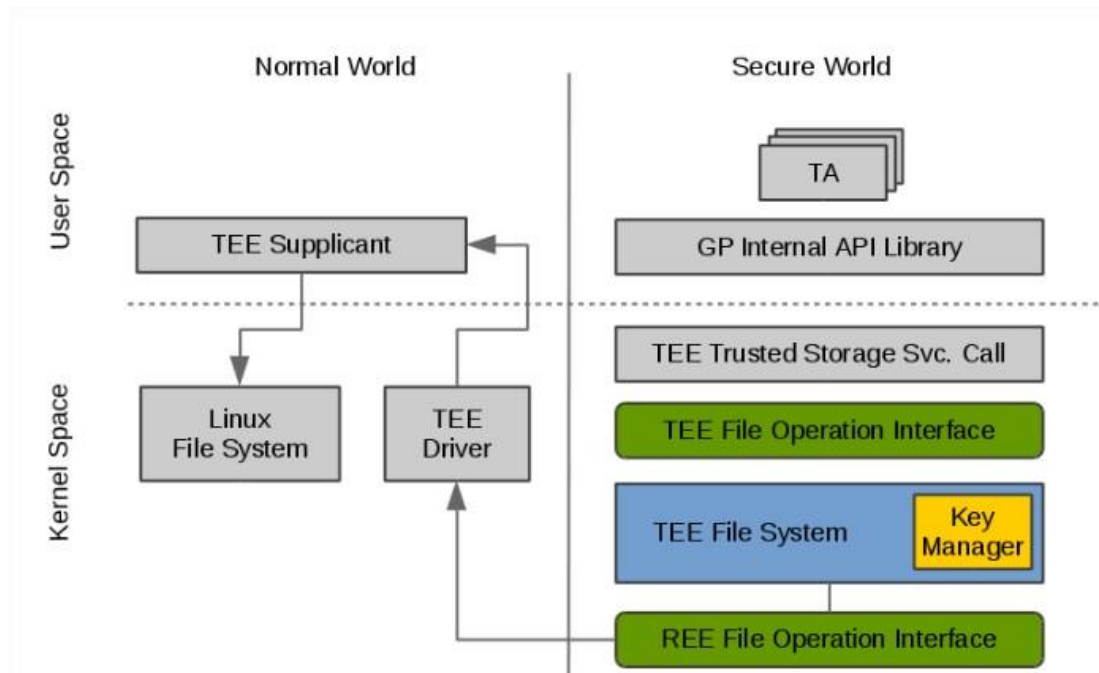 Normal World
Secure World
User Space
TA
TEE Supplicant
GP Internal API Library
Kernel Space
TEE Trusted Storage Svc. Call
Linux
File System
TEE
Driver
TEE File Operation Interface
TEE File System
Key
Manager
REE File Operation Interface